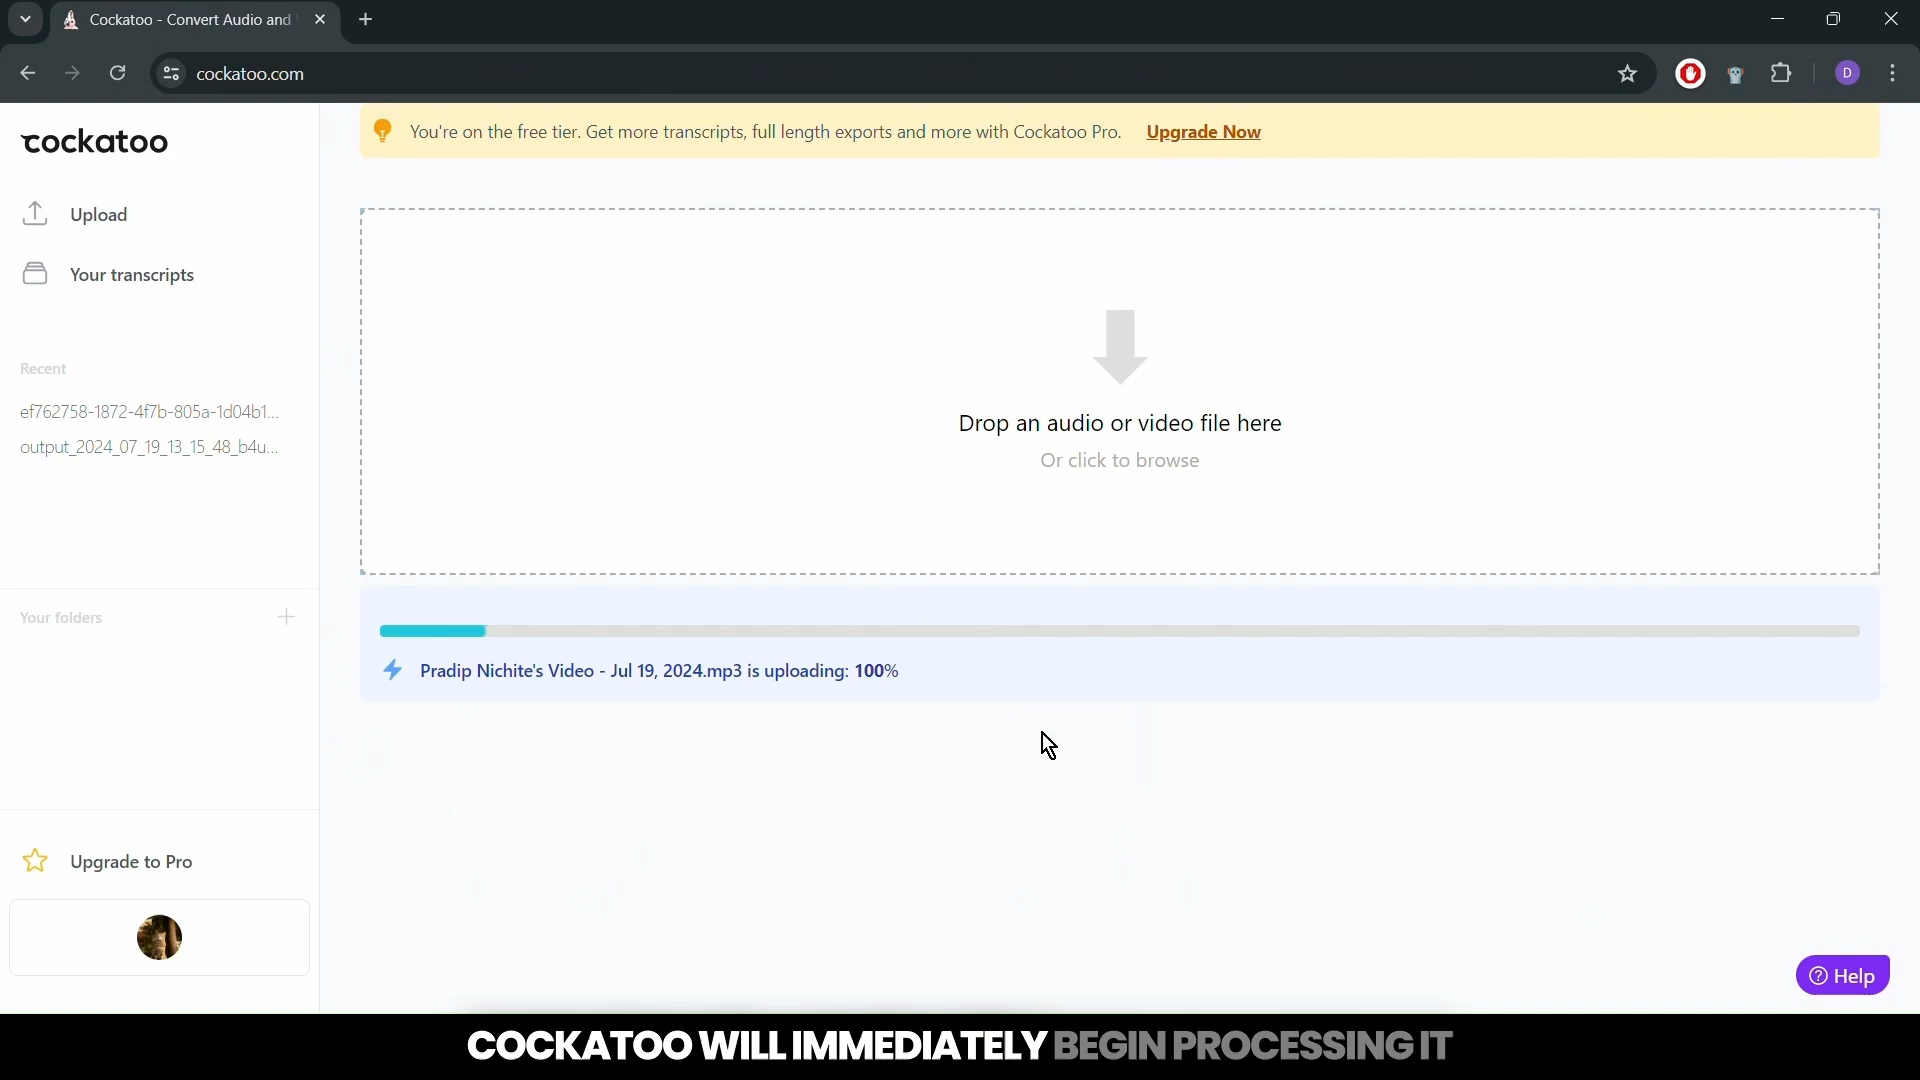 Cockatoo - Convert Audio and
cockatoo.com
D
cockatoo
You're on the free tier. Get more transcripts, full length exports and more with Cockatoo Pro. Upgrade Now
Upload
Your transcripts
Recent
ef762758-1872-4f7b-805a-1d04b1...
output_2024_07_19_13_15_48_b4u...
Drop an audio or video file here
Or click to browse
Your folders
Pradip Nichite's Video - Jul 19, 2024.mp3 is uploading: 100%
Upgrade to Pro
Help
COCKATOO WILL IMMEDIATELY BEGIN PROCESSING IT